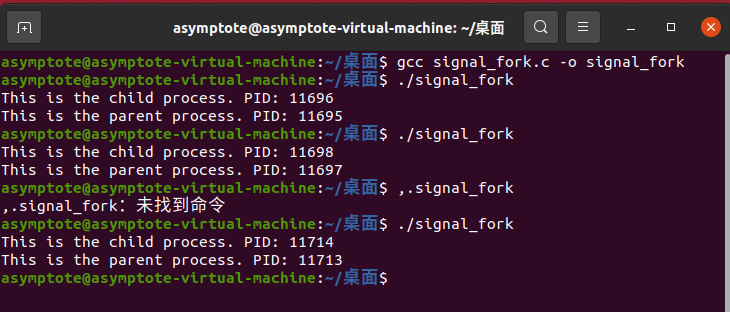 asymptote@asymptote-virtual-machine: ~/桌面
asymptote@asymptote-virtual-machine:~/桌面$ gcc signal_fork.c -o signal_fork
asymptote@asymptote-virtual-machine:~/桌面$ ./signal_fork
This is the child process. PID: 11696
This is the parent process. PID: 11695
asymptote@asymptote-virtual-machine:~/桌面$ ./signal_fork
This is the child process. PID: 11698
This is the parent process. PID: 11697
asymptote@asymptote-virtual-machine:~/桌面$ ,.signal_fork
,.signal_fork：未找到命令
asymptote@asymptote-virtual-machine:~/桌面$ ./signal_fork
This is the child process. PID: 11714
This is the parent process. PID: 11713
asymptote@asymptote-virtual-machine:~/桌面$